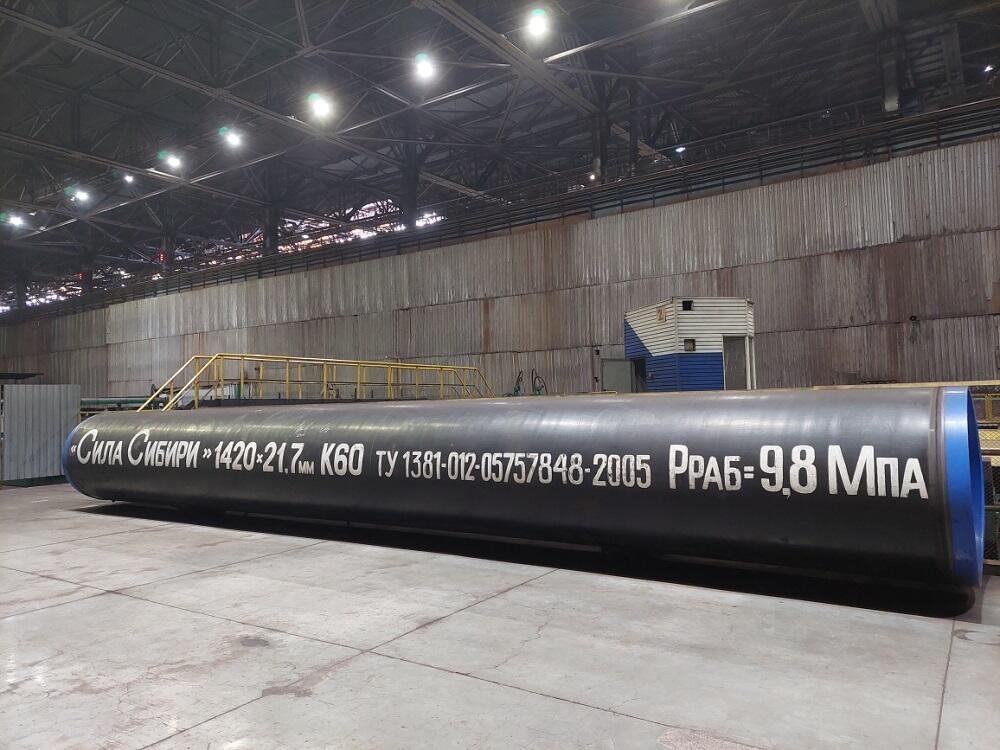 «Сила Сибири» 1420×21.7мм К60 ТУ 1381-012-05757848-2005 Рраб=9,8 Мпа